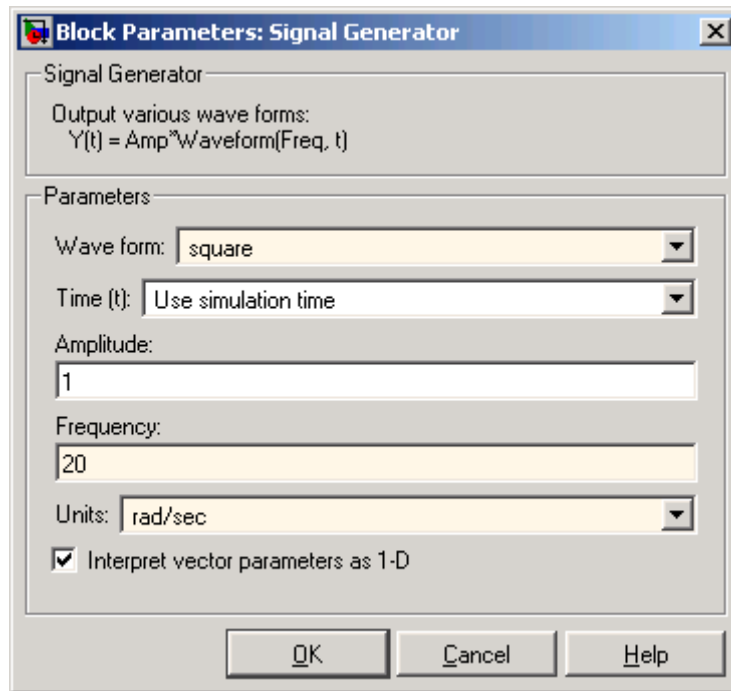 Block Parameters: Signal Generator
Signal Generator
Output various wave forms:
Y(t) = Amp*Waveform(Freq, t)
Parameters
Wave form: square
Time (t): Use simulation time
Amplitude:
1
Frequency:
20
Units: rad/sec
Interpret vector parameters as 1-D
OK Cancel Help